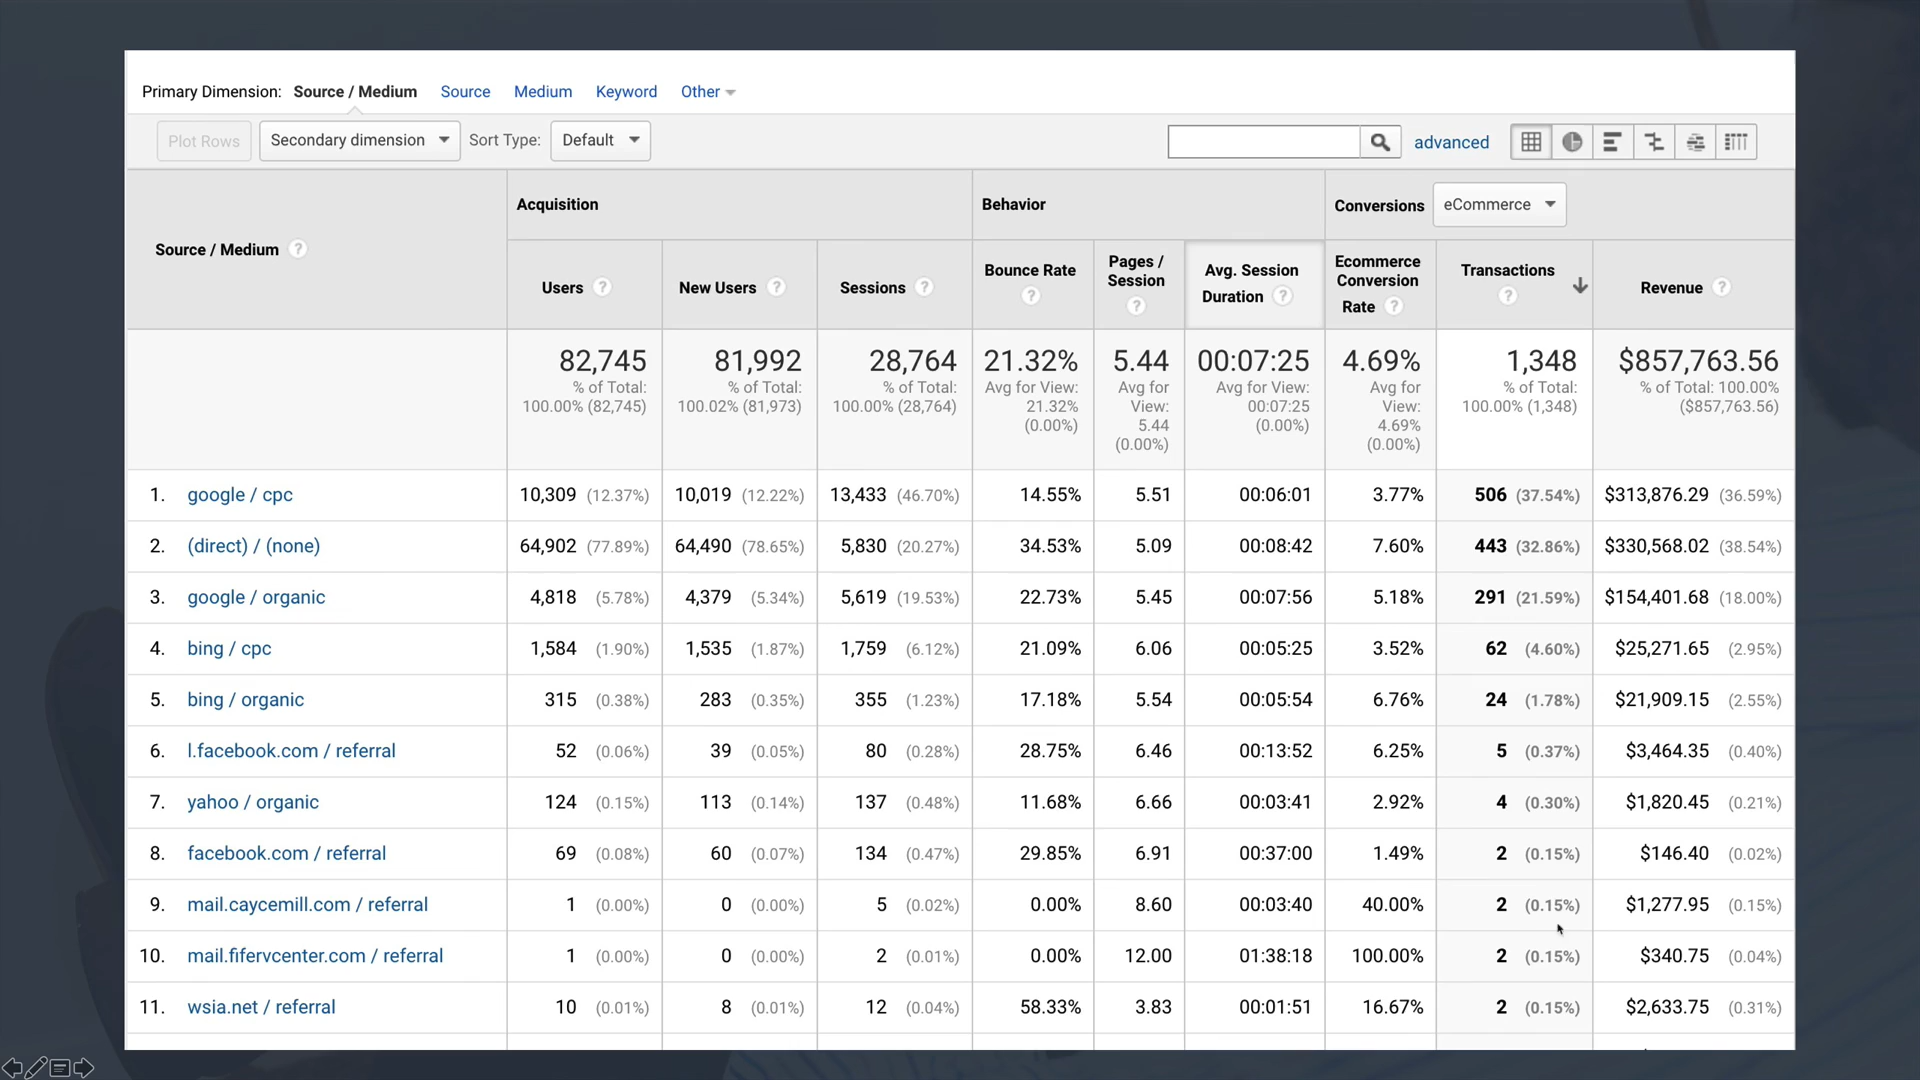 Primary Dimension: Source / Medium Source Medium Keyword Other
Plot Rows Secondary dimension Sort Type: Default advanced
Source / Medium ?
Acquisition Behavior Conversions eCommerce
Users ? New Users ? Sessions ? Bounce Rate ? Pages / Session ? Avg. Session Duration ? Ecommerce Conversion Rate ? Transactions ? Revenue ?
82,745 81,992 28,764 21.32% 5.44 00:07:25 4.69% 1,348 $857,763.56
% of Total: 100.00% (82,745) % of Total: 100.02% (81,973) % of Total: 100.00% (28,764) Avg for View: 21.32% (0.00%) Avg for View: 5.44 (0.00%) Avg for View: 00:07:25 (0.00%) Avg for View: 4.69% (0.00%) % of Total: 100.00% (1,348) % of Total: 100.00% ($857,763.56)
1. google / cpc 10,309 (12.37%) 10,019 (12.22%) 13,433 (46.70%) 14.55% 5.51 00:06:01 3.77% 506 (37.54%) $313,876.29 (36.59%)
2. (direct) / (none) 64,902 (77.89%) 64,490 (78.65%) 5,830 (20.27%) 34.53% 5.09 00:08:42 7.60% 443 (32.86%) $330,568.02 (38.54%)
3. google / organic 4,818 (5.78%) 4,379 (5.34%) 5,619 (19.53%) 22.73% 5.45 00:07:56 5.18% 291 (21.59%) $154,401.68 (18.00%)
4. bing / cpc 1,584 (1.90%) 1,535 (1.87%) 1,759 (6.12%) 21.09% 6.06 00:05:25 3.52% 62 (4.60%) $25,271.65 (2.95%)
5. bing / organic 315 (0.38%) 283 (0.35%) 355 (1.23%) 17.18% 5.54 00:05:54 6.76% 24 (1.78%) $21,909.15 (2.55%)
6. l.facebook.com / referral 52 (0.06%) 39 (0.05%) 80 (0.28%) 28.75% 6.46 00:13:52 6.25% 5 (0.37%) $3,464.35 (0.40%)
7. yahoo / organic 124 (0.15%) 113 (0.14%) 137 (0.48%) 11.68% 6.66 00:03:41 2.92% 4 (0.30%) $1,820.45 (0.21%)
8. facebook.com / referral 69 (0.08%) 60 (0.07%) 134 (0.47%) 29.85% 6.91 00:37:00 1.49% 2 (0.15%) $146.40 (0.02%)
9. mail.caycemill.com / referral 1 (0.00%) 0 (0.00%) 5 (0.02%) 0.00% 8.60 00:03:40 40.00% 2 (0.15%) $1,277.95 (0.15%)
10. mail.fifervcenter.com / referral 1 (0.00%) 0 (0.00%) 2 (0.01%) 0.00% 12.00 01:38:18 100.00% 2 (0.15%) $340.75 (0.04%)
11. wsia.net / referral 10 (0.01%) 8 (0.01%) 12 (0.04%) 58.33% 3.83 00:01:51 16.67% 2 (0.15%) $2,633.75 (0.31%)